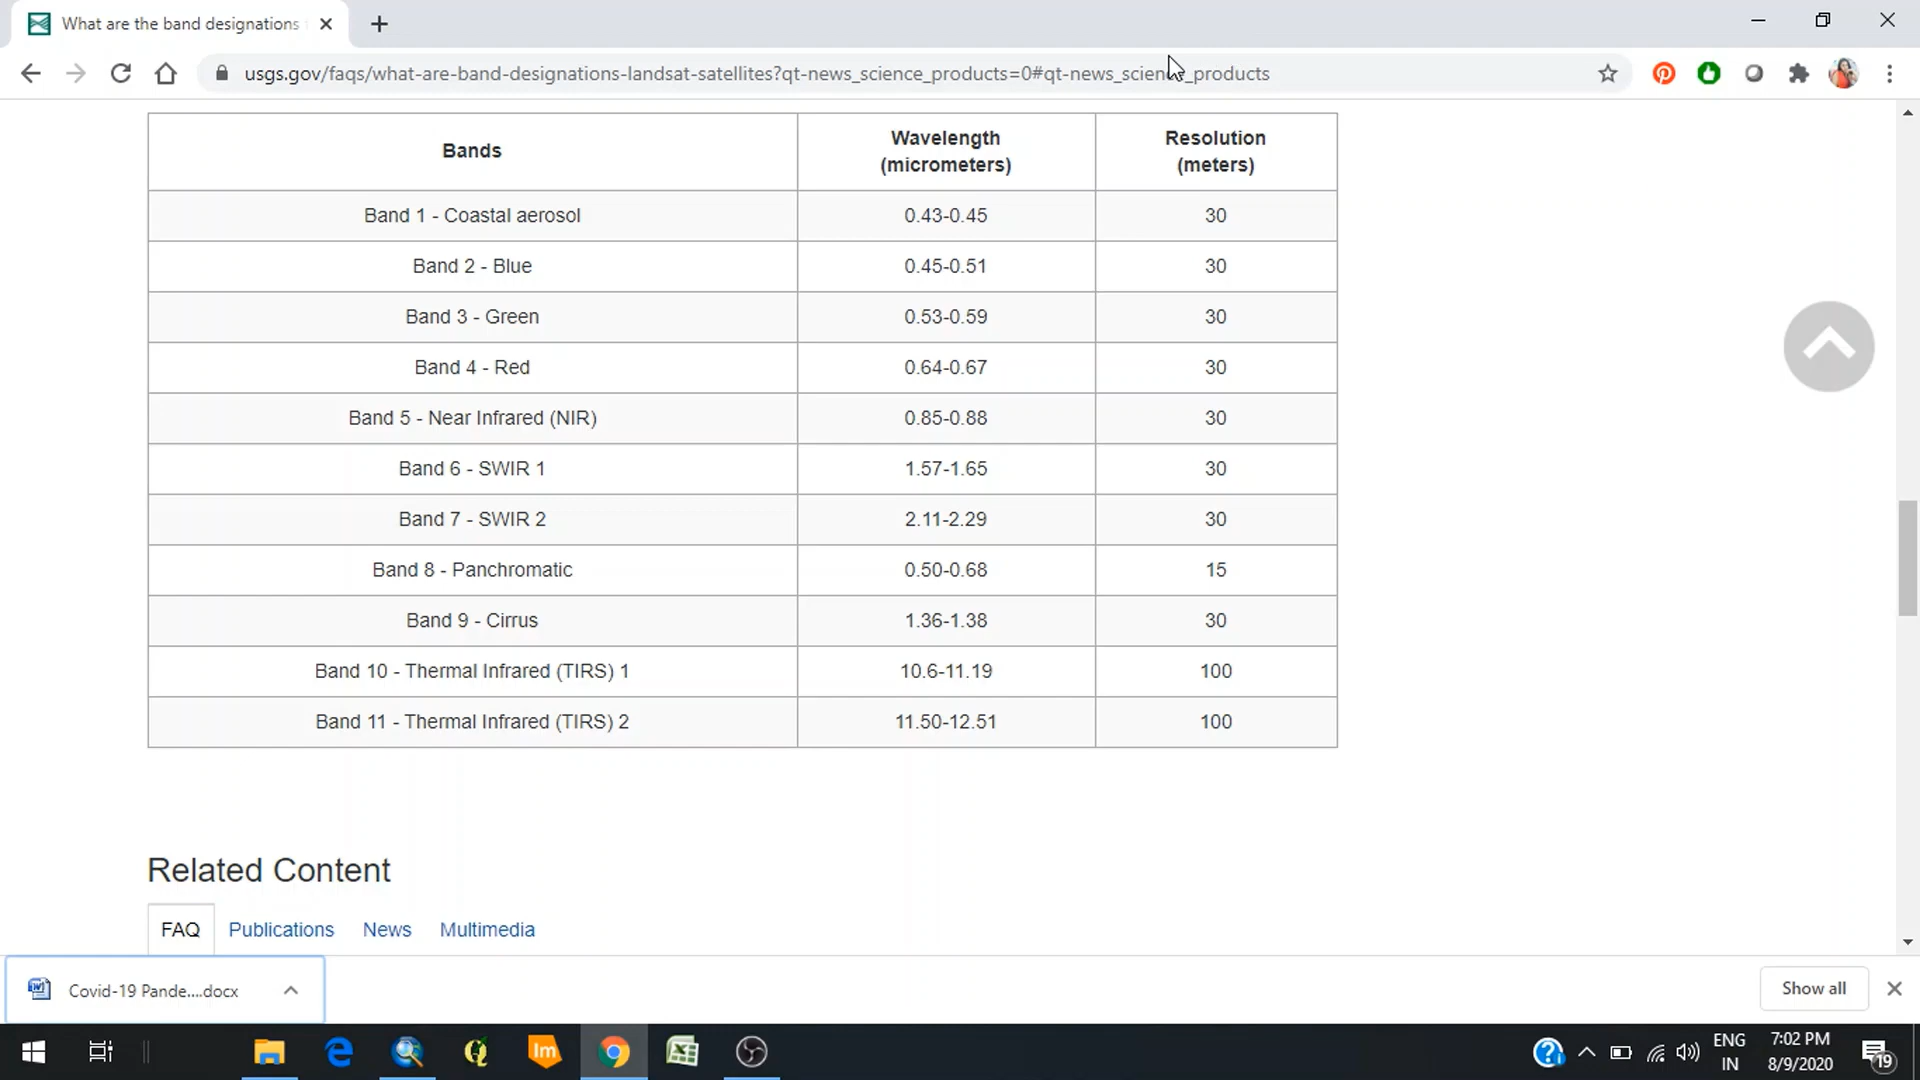 What are the band designations
usgs.gov/faqs/what-are-band-designations-landsat-satellites?qt-news_science_products=0#qt-news_science_products
Bands Wavelength (micrometers) Resolution (meters)
Band 1 - Coastal aerosol 0.43-0.45 30
Band 2 - Blue 0.45-0.51 30
Band 3 - Green 0.53-0.59 30
Band 4 - Red 0.64-0.67 30
Band 5 - Near Infrared (NIR) 0.85-0.88 30
Band 6 - SWIR 1 1.57-1.65 30
Band 7 - SWIR 2 2.11-2.29 30
Band 8 - Panchromatic 0.50-0.68 15
Band 9 - Cirrus 1.36-1.38 30
Band 10 - Thermal Infrared (TIRS) 1 10.6-11.19 100
Band 11 - Thermal Infrared (TIRS) 2 11.50-12.51 100
Related Content
FAQ Publications News Multimedia
Covid-19 Pande....docx Show all
Im ENG 7:02 PM
IN 8/9/2020 19